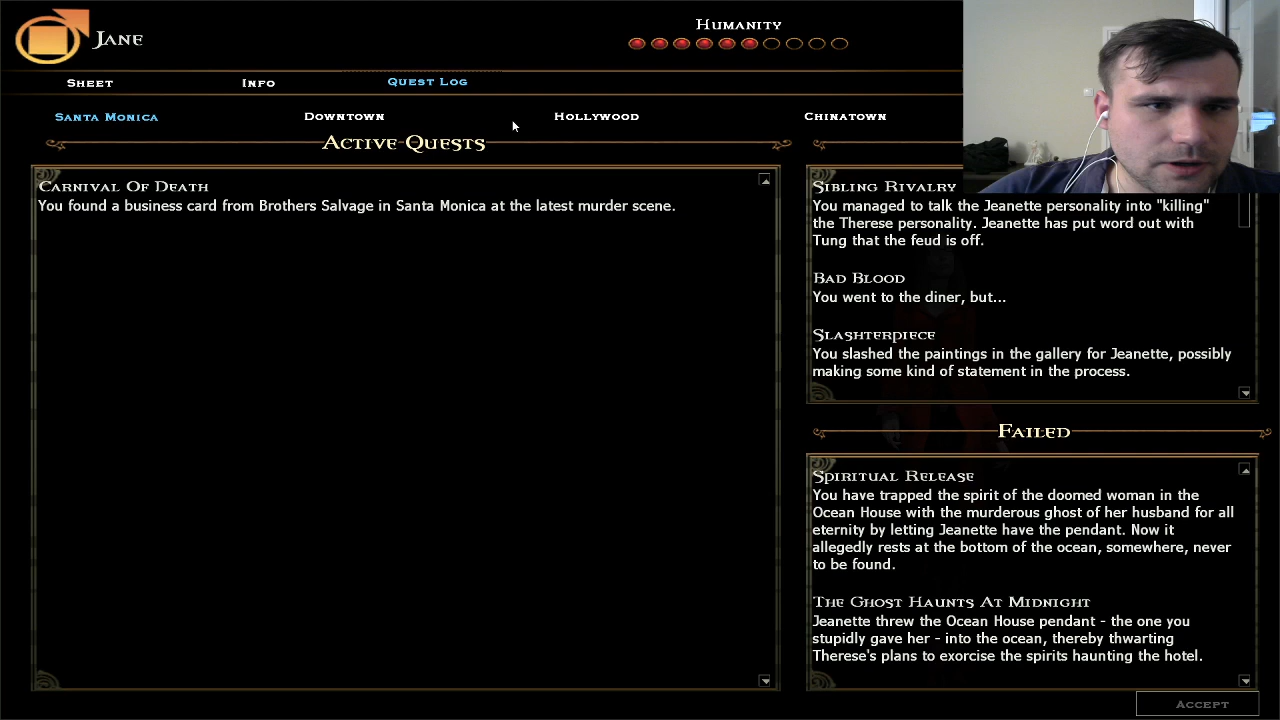 Jane
Humanity
Sheet
Info
Quest Log
Santa Monica
Downtown
Hollywood
Chinatown
Active Quests
Carnival Of Death
You found a business card from Brothers Salvage in Santa Monica at the latest murder scene.
Sibling Rivalry
You managed to talk the Jeanette personality into "killing"
the Therese personality. Jeanette has put word out with
Tung that the feud is off.
Bad Blood
You went to the diner, but...
Slashterpiece
You slashed the paintings in the gallery for Jeanette, possibly
making some kind of statement in the process.
Failed
Spiritual Release
You have trapped the spirit of the doomed woman in the
Ocean House with the murderous ghost of her husband for all
eternity by letting Jeanette have the pendant. Now it
allegedly rests at the bottom of the ocean, somewhere, never
to be found.
The Ghost Haunts At Midnight
Jeanette threw the Ocean House pendant - the one you
stupidly gave her - into the ocean, thereby thwarting
Therese's plans to exorcise the spirits haunting the hotel.
Accept